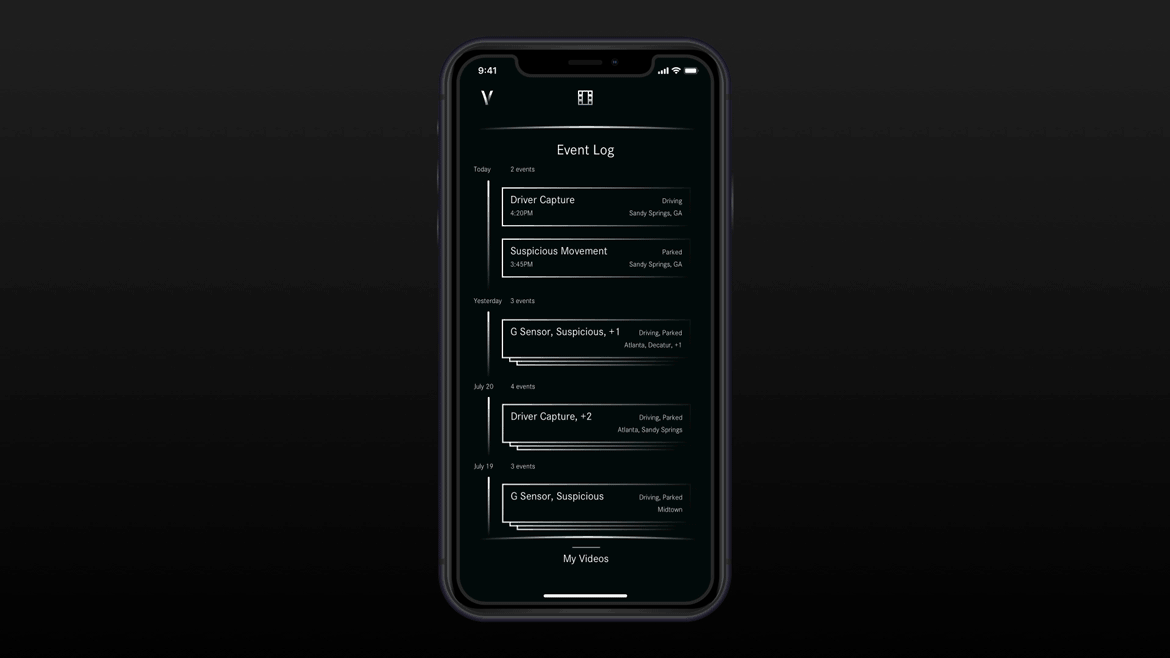 9:41
V
Event Log
Today 2 events
Driver Capture Driving
4:20PM Sandy Springs, GA
Suspicious Movement Parked
3:45PM Sandy Springs, GA
Yesterday 3 events
G Sensor, Suspicious, +1 Driving, Parked
Atlanta, Decatur, +1
July 20 4 events
Driver Capture, +2 Driving, Parked
Atlanta, Sandy Springs
July 19 3 events
G Sensor, Suspicious Driving, Parked
Midtown
My Videos